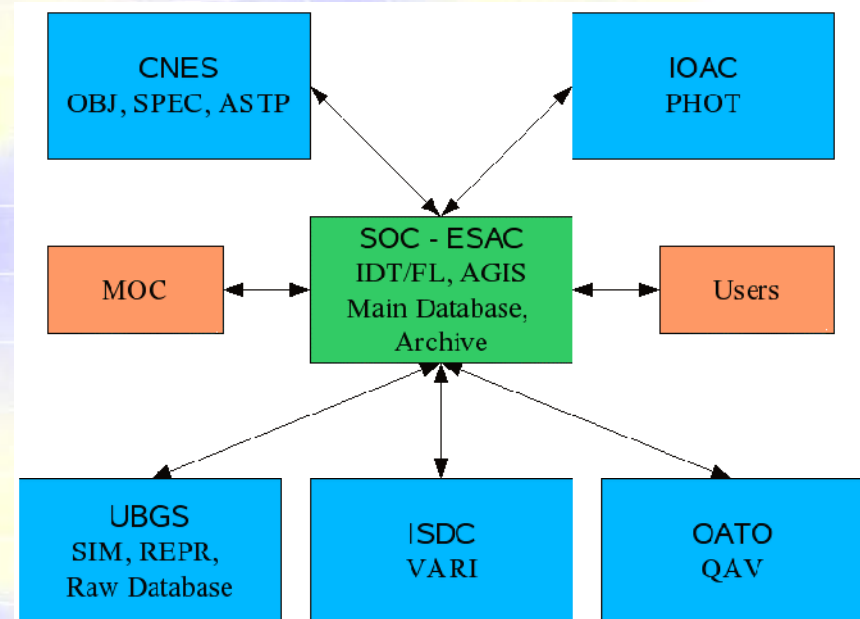 CNES
OBJ, SPEC, ASTP
IOAC
PHOT
SOC - ESAC
IDT/FL, AGIS
Main Database,
Archive
MOC
Users
UBGS
SIM, REPR,
Raw Database
ISDC
VARI
OATO
QAV